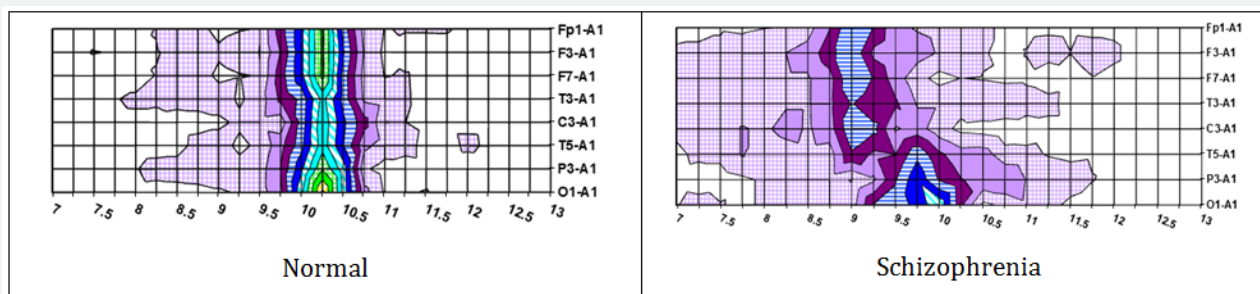 Fp1-A1
F3-A1
F7-A1
T3-A1
C3-A1
T5-A1
P3-A1
O1-A1
7 7.5 8 8.5 9 9.5 10 10.5 11 11.5 12 12.5 13
Normal
Fp1-A1
F3-A1
F7-A1
T3-A1
C3-A1
T5-A1
P3-A1
O1-A1
7 7.5 8 8.5 9 9.5 10 10.5 11 11.5 12 12.5 13
Schizophrenia